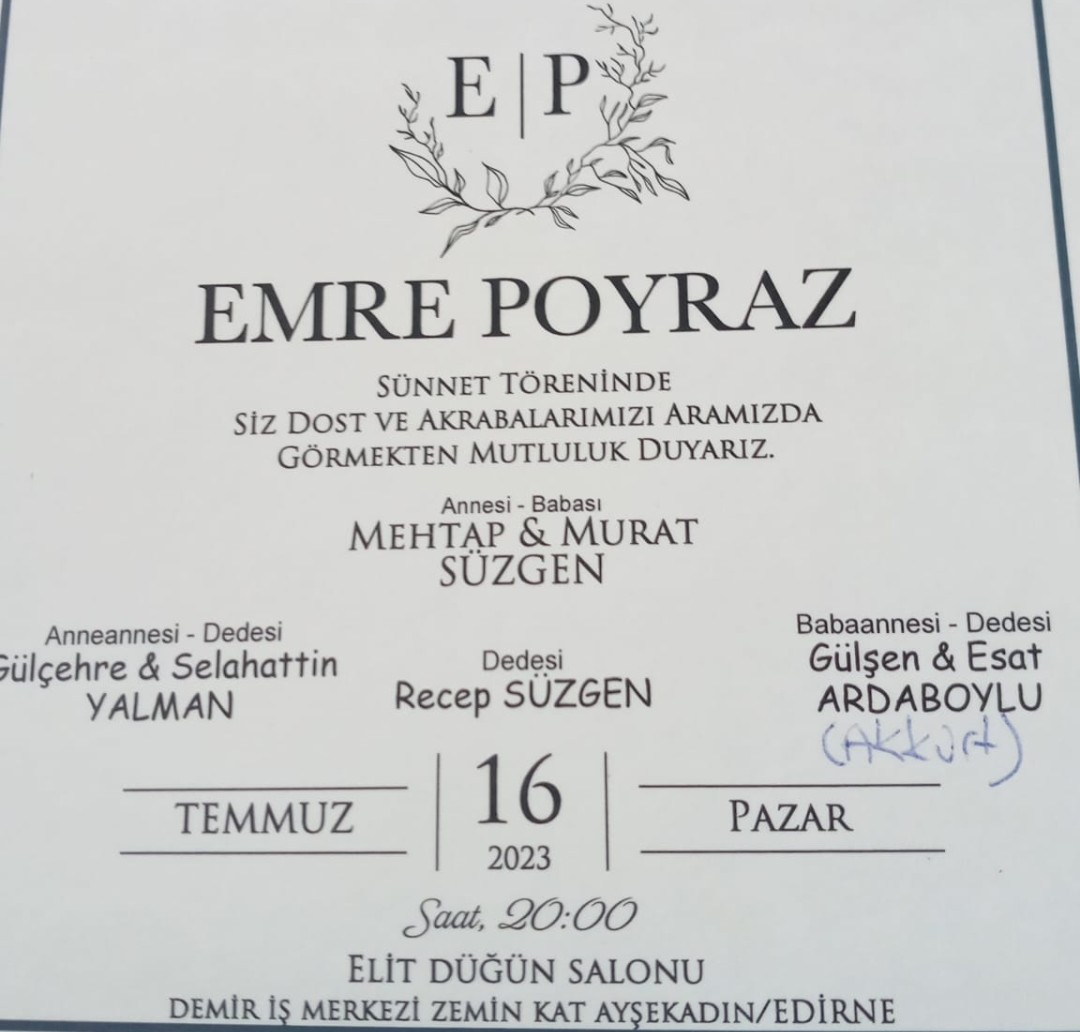 E | P
EMRE POYRAZ
SÜNNET TÖRENİNDE
SİZ DOST VE AKRABALARIMIZI ARAMIZDA
GÖRMEKTEN MUTLULUK DUYARIZ.
Annesi - Babası
MEHTAP & MURAT
SÜZGEN
Anneannesi - Dedesi
Gülçehre & Selahattin
YALMAN
Dedesi
Recep SÜZGEN
Babaannesi - Dedesi
Gülşen & Esat
ARDABOYLU
(Akkurt)
TEMMUZ
16
2023
PAZAR
Saat, 20:00
ELİT DÜĞÜN SALONU
DEMİR İŞ MERKEZİ ZEMİN KAT AYŞEKADIN/EDİRNE